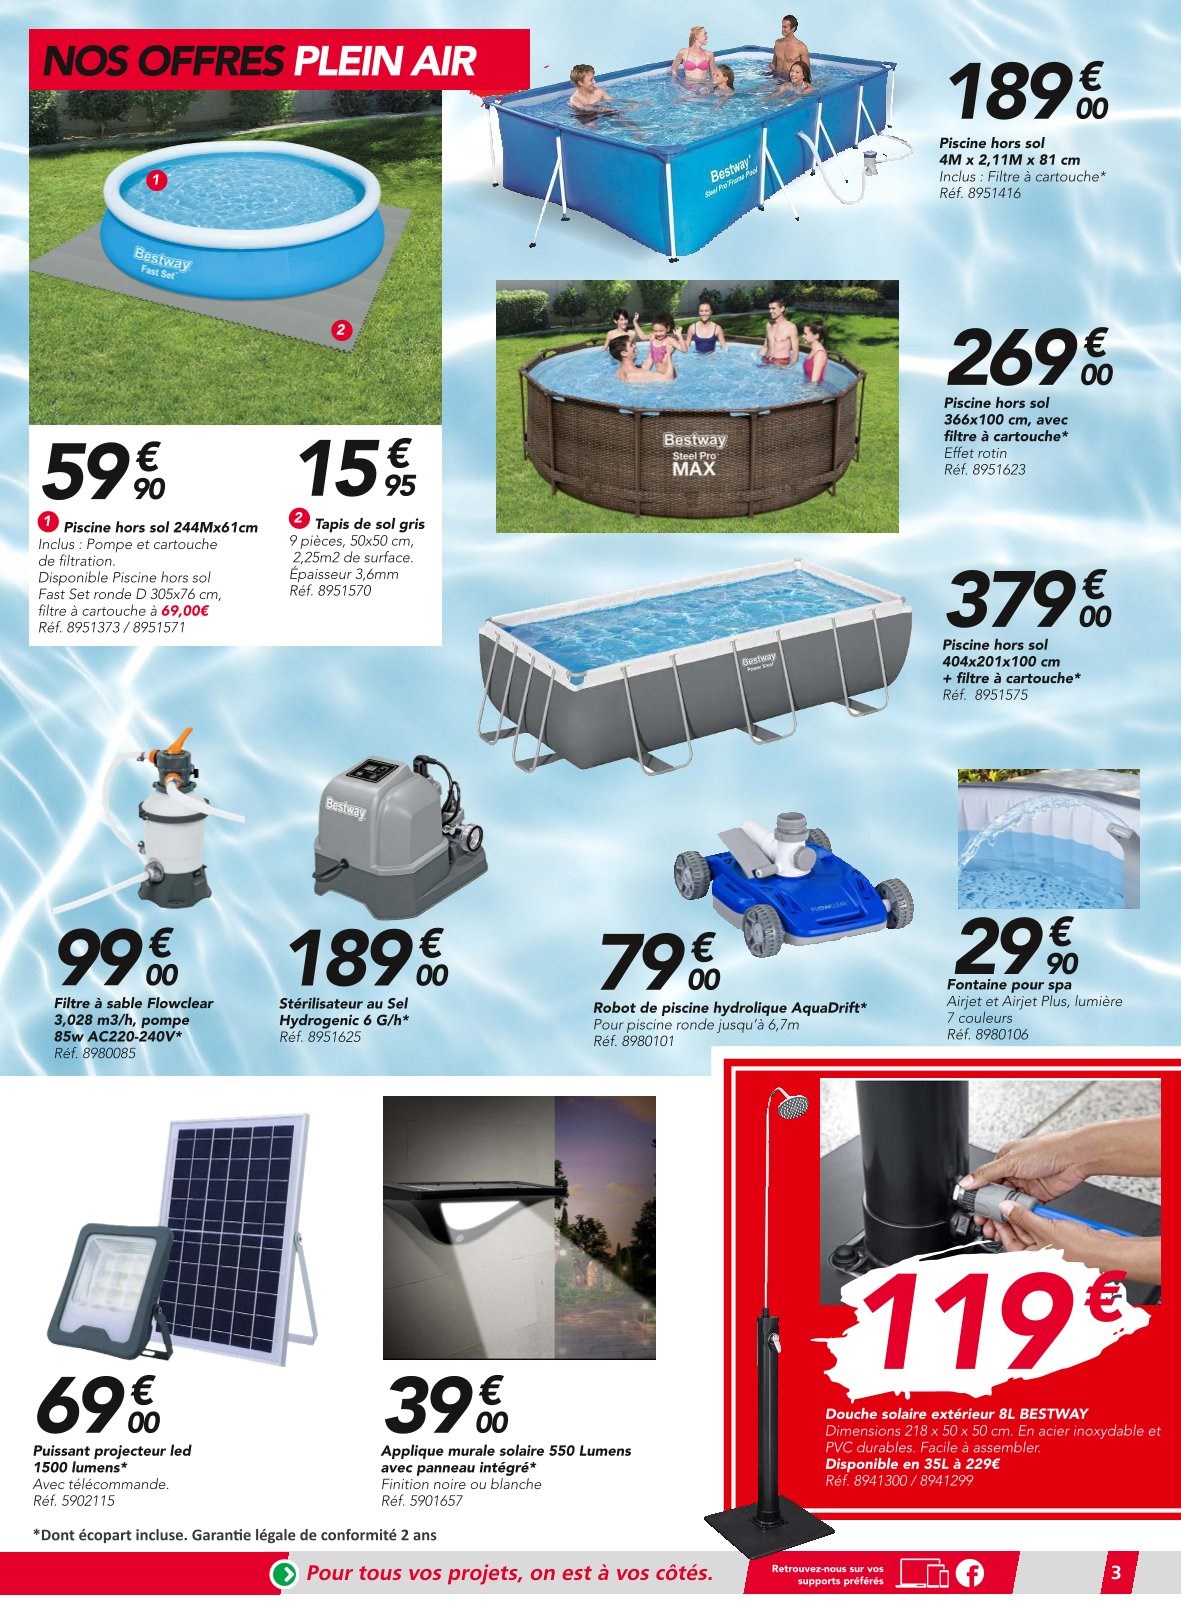 NOS OFFRES PLEIN AIR
1
2
Bestway
Fast Set
59€90
1 Piscine hors sol 244Mx61cm
Inclus : Pompe et cartouche
de filtration.
Disponible Piscine hors sol
Fast Set ronde D 305x76 cm,
filtre à cartouche à 69,00€
Réf. 8951373 / 8951571
15€95
2 Tapis de sol gris
9 pièces, 50x50 cm,
2,25m2 de surface.
Épaisseur 3,6mm
Réf. 8951570
Bestway
Steel Pro Frame Pool
189€00
Piscine hors sol
4M x 2,11M x 81 cm
Inclus : Filtre à cartouche*
Réf. 8951416
Bestway
Steel Pro
MAX
269€00
Piscine hors sol
366x100 cm, avec
filtre à cartouche*
Effet rotin
Réf. 8951623
Bestway
Power Steel
379€00
Piscine hors sol
404x201x100 cm
+ filtre à cartouche*
Réf.  8951575
99€00
Filtre à sable Flowclear
3,028 m3/h, pompe
85w AC220-240V*
Réf. 8980085
Bestway
189€00
Stérilisateur au Sel
Hydrogenic 6 G/h*
Réf. 8951625
79€00
Robot de piscine hydrolique AquaDrift*
Pour piscine ronde jusqu'à 6,7m
Réf. 8980101
29€90
Fontaine pour spa
Airjet et Airjet Plus, lumière
7 couleurs
Réf. 8980106
69€00
Puissant projecteur led
1500 lumens*
Avec télécommande.
Réf. 5902115
39€00
Applique murale solaire 550 Lumens
avec panneau intégré*
Finition noire ou blanche
Réf. 5901657
119€
Douche solaire extérieur 8L BESTWAY
Dimensions 218 x 50 x 50 cm. En acier inoxydable et
PVC durables. Facile à assembler.
Disponible en 35L à 229€
Réf. 8941300 / 8941299
*Dont écopart incluse. Garantie légale de conformité 2 ans
Pour tous vos projets, on est à vos côtés.
Retrouvez-nous sur vos
supports préférés
3